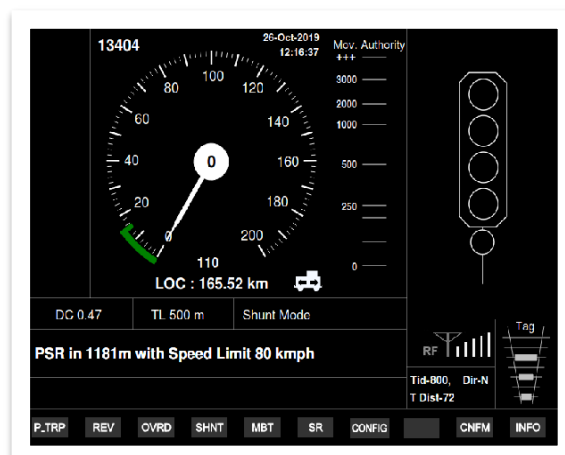 13404
26-Oct-2019
12:16:37
Mov. Authority
+++
3000
2000
1000
500
250
0
0
20
40
60
80
100
120
140
160
180
200
0
110
LOC : 165.52 km
DC 0.47
TL 500 m
Shunt Mode
PSR in 1181m with Speed Limit 80 kmph
RF
Tag
Tid-800, Dir-N
T Dist-72
P_TRP
REV
OVRD
SHNT
MBT
SR
CONFIG
CNFM
INFO